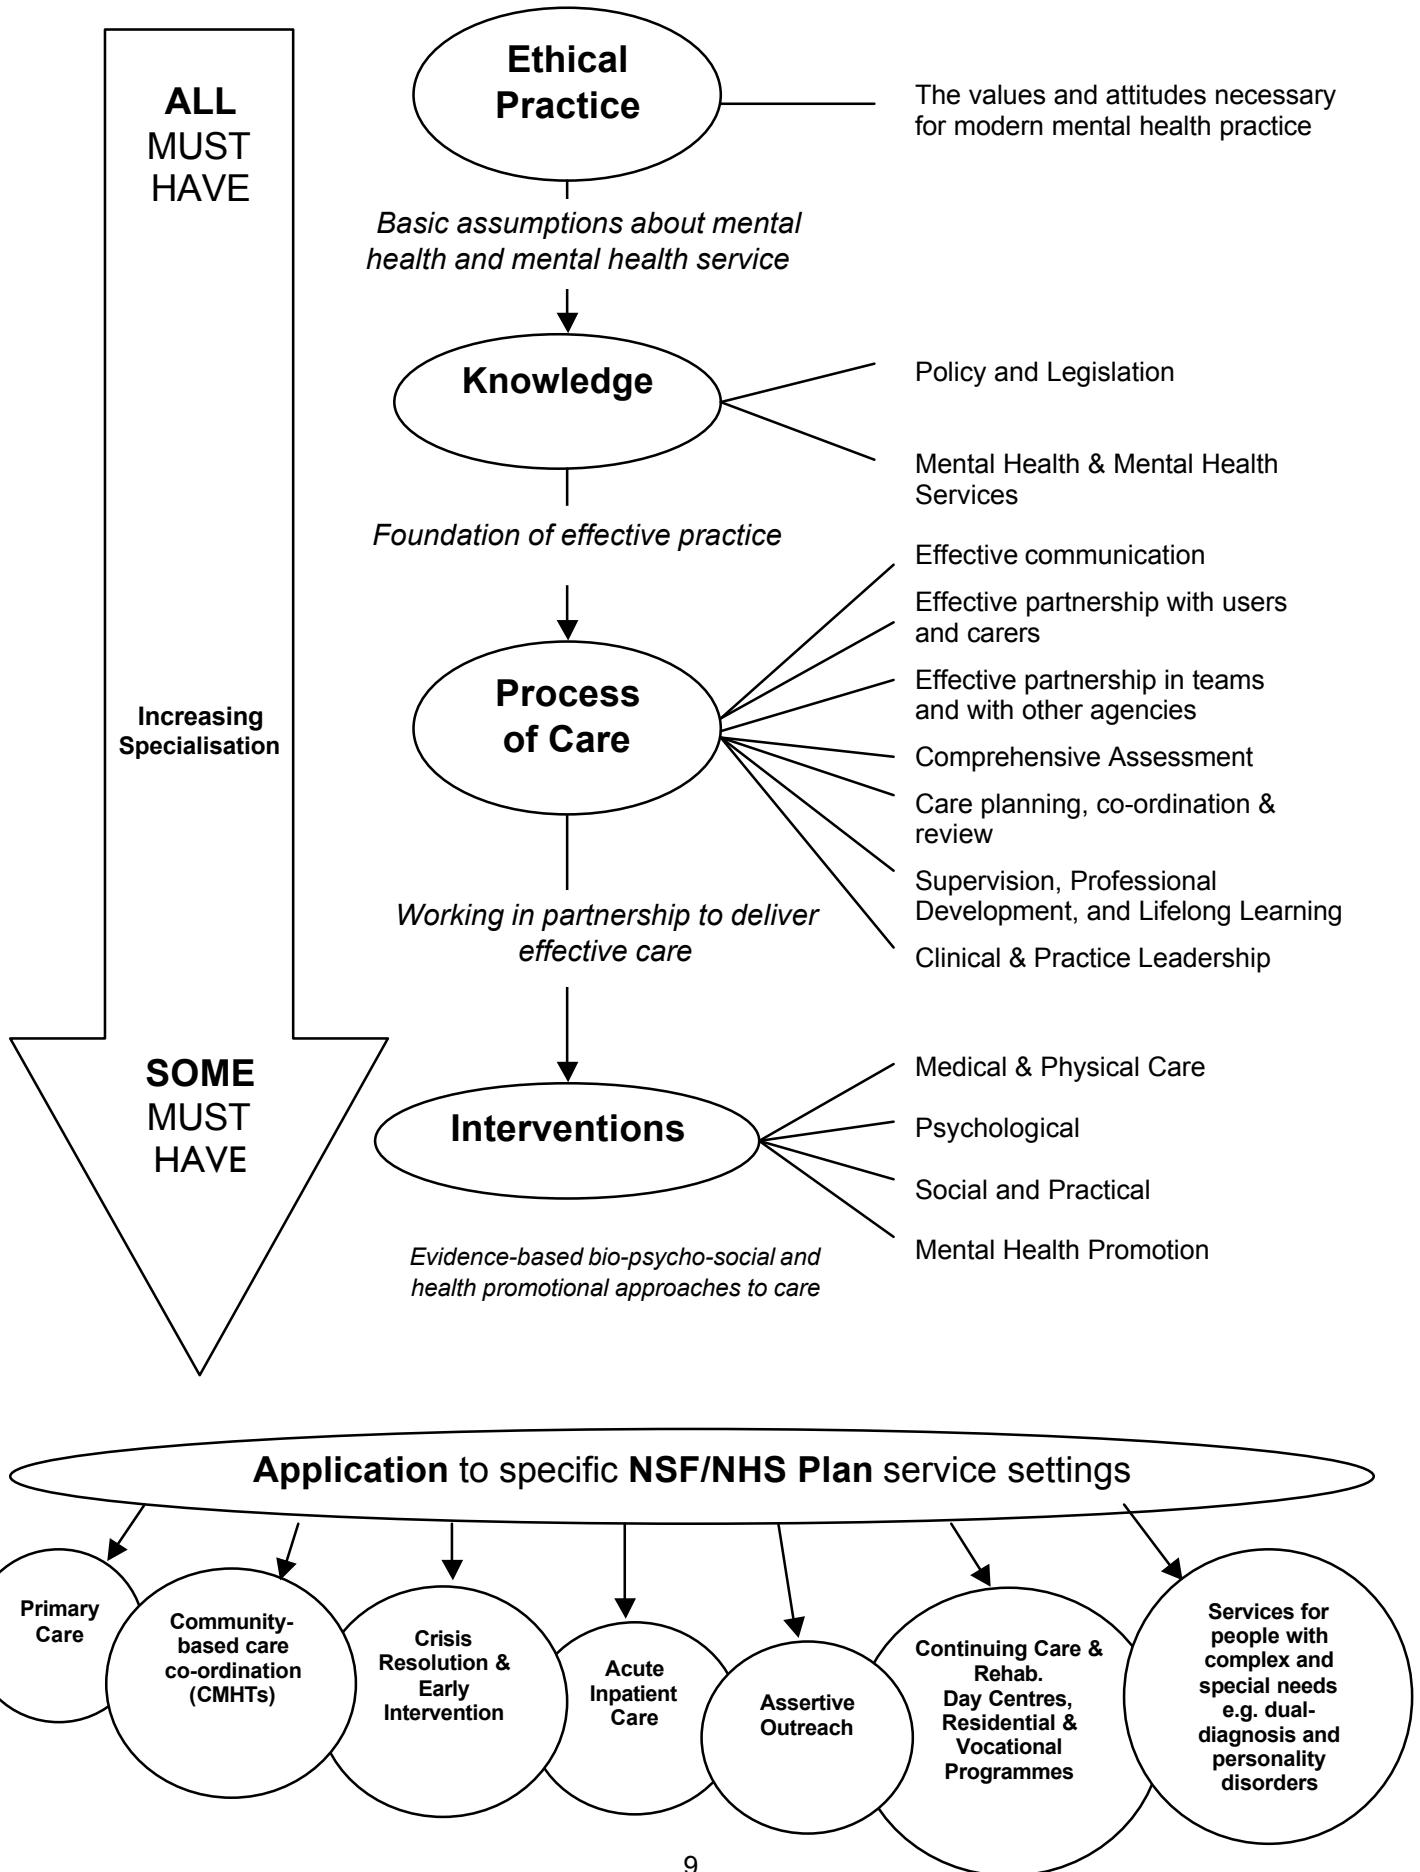 ALL
MUST
HAVE
Increasing
Specialisation
SOME
MUST
HAVE
Ethical
Practice
The values and attitudes necessary
for modern mental health practice
Basic assumptions about mental
health and mental health service
Knowledge
Policy and Legislation
Mental Health & Mental Health
Services
Foundation of effective practice
Process
of Care
Effective communication
Effective partnership with users
and carers
Effective partnership in teams
and with other agencies
Comprehensive Assessment
Care planning, co-ordination &
review
Supervision, Professional
Development, and Lifelong Learning
Clinical & Practice Leadership
Working in partnership to deliver
effective care
Interventions
Medical & Physical Care
Psychological
Social and Practical
Mental Health Promotion
Evidence-based bio-psycho-social and
health promotional approaches to care
Application to specific NSF/NHS Plan service settings
Primary
Care
Community-
based care
co-ordination
(CMHTs)
Crisis
Resolution &
Early
Intervention
Acute
Inpatient
Care
Assertive
Outreach
Continuing Care &
Rehab.
Day Centres,
Residential &
Vocational
Programmes
Services for
people with
complex and
special needs
e.g. dual-
diagnosis and
personality
disorders
9